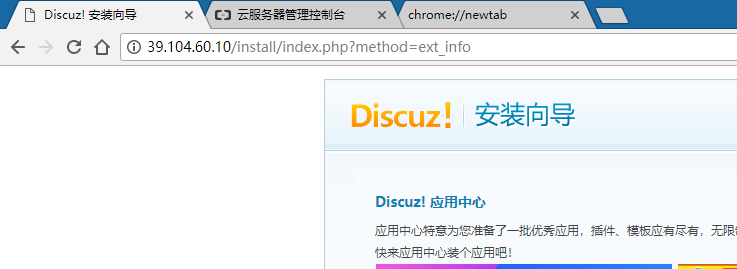 Discuz! 安装向导
云服务器管理控制台
chrome://newtab
39.104.60.10/install/index.php?method=ext_info
Discuz! 安装向导
Discuz! 应用中心
应用中心特意为您准备了一批优秀应用，插件、模板应有尽有，无限
快来应用中心装个应用吧！